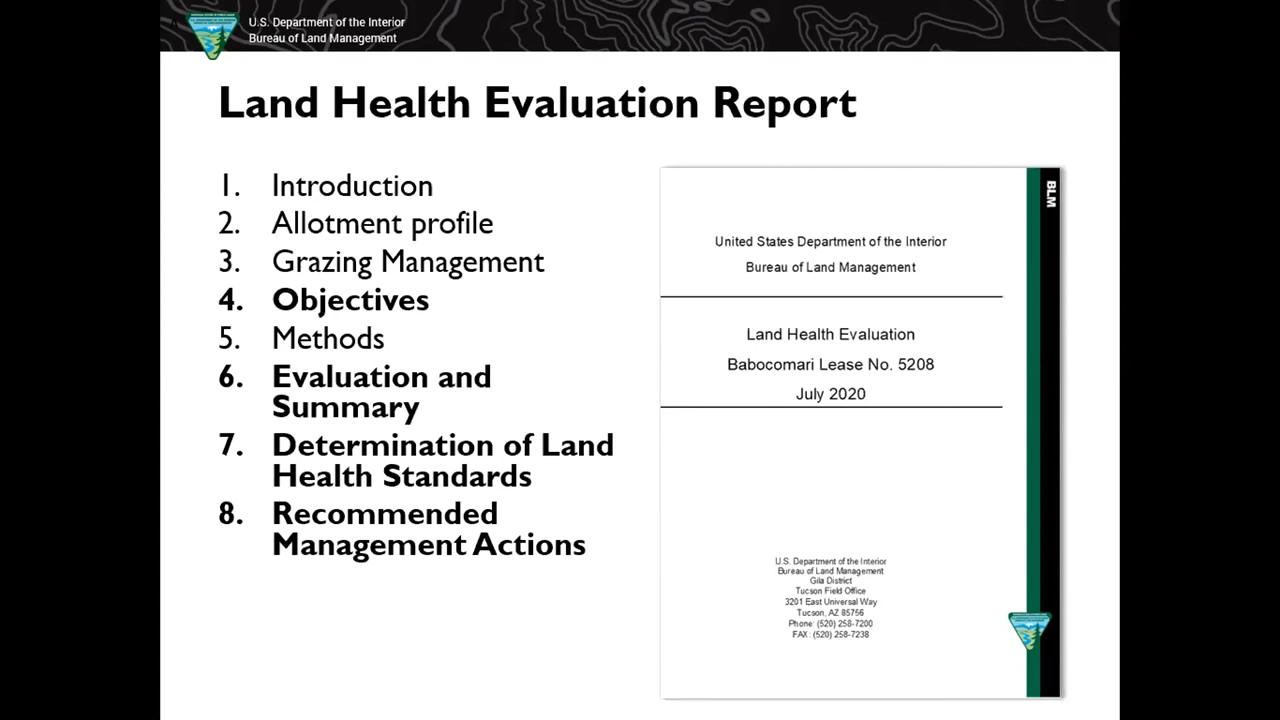 U.S. Department of the Interior
Bureau of Land Management
Land Health Evaluation Report
1. Introduction
2. Allotment profile
3. Grazing Management
4. Objectives
5. Methods
6. Evaluation and
Summary
7. Determination of Land
Health Standards
8. Recommended
Management Actions
BLM
United States Department of the Interior
Bureau of Land Management
Land Health Evaluation
Babocomari Lease No. 5208
July 2020
U.S. Department of the Interior
Bureau of Land Management
Gila District
Tucson Field Office
3201 East Universal Way
Tucson, AZ 85756
Phone: (520) 258-7200
FAX: (520) 258-7238